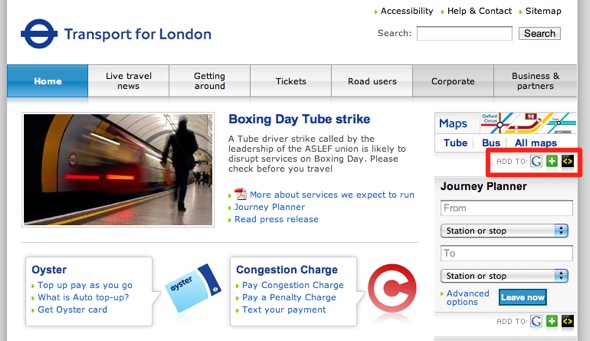 Accessibility Help & Contact Sitemap
Transport for London
Search: Search
Home Live travel news Getting around Tickets Road users Corporate Business & partners
Boxing Day Tube strike
A Tube driver strike called by the
leadership of the ASLEF union is likely to
disrupt services on Boxing Day. Please
check before you travel
More about services we expect to run
Journey Planner
Read press release
Maps
Oxford Circus
Tube Bus All maps
ADD TO: G + <>
Journey Planner
From
Station or stop
To
Station or stop
Advanced options Leave now
ADD TO: G + <>
Oyster
Top up pay as you go
What is Auto top-up?
Get Oyster card
oyster
Congestion Charge
Pay Congestion Charge
Pay a Penalty Charge
Text your payment
C